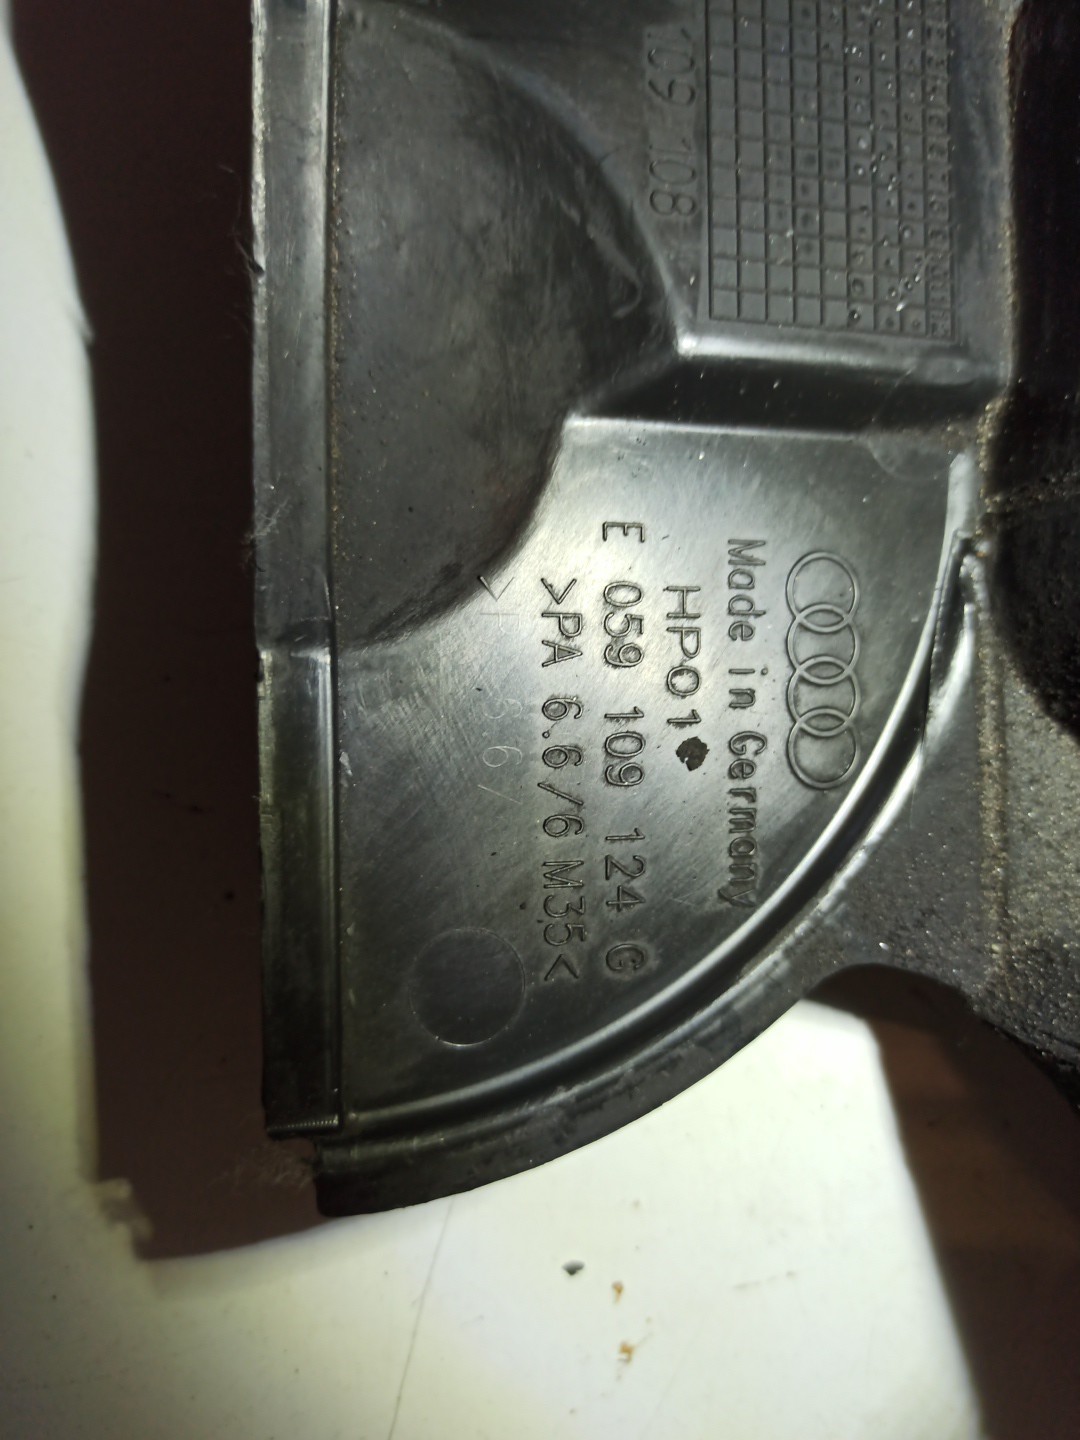 109 108
Made in Germany
HP01
E 059 109 124 G
>PA 6.6/6 M35<